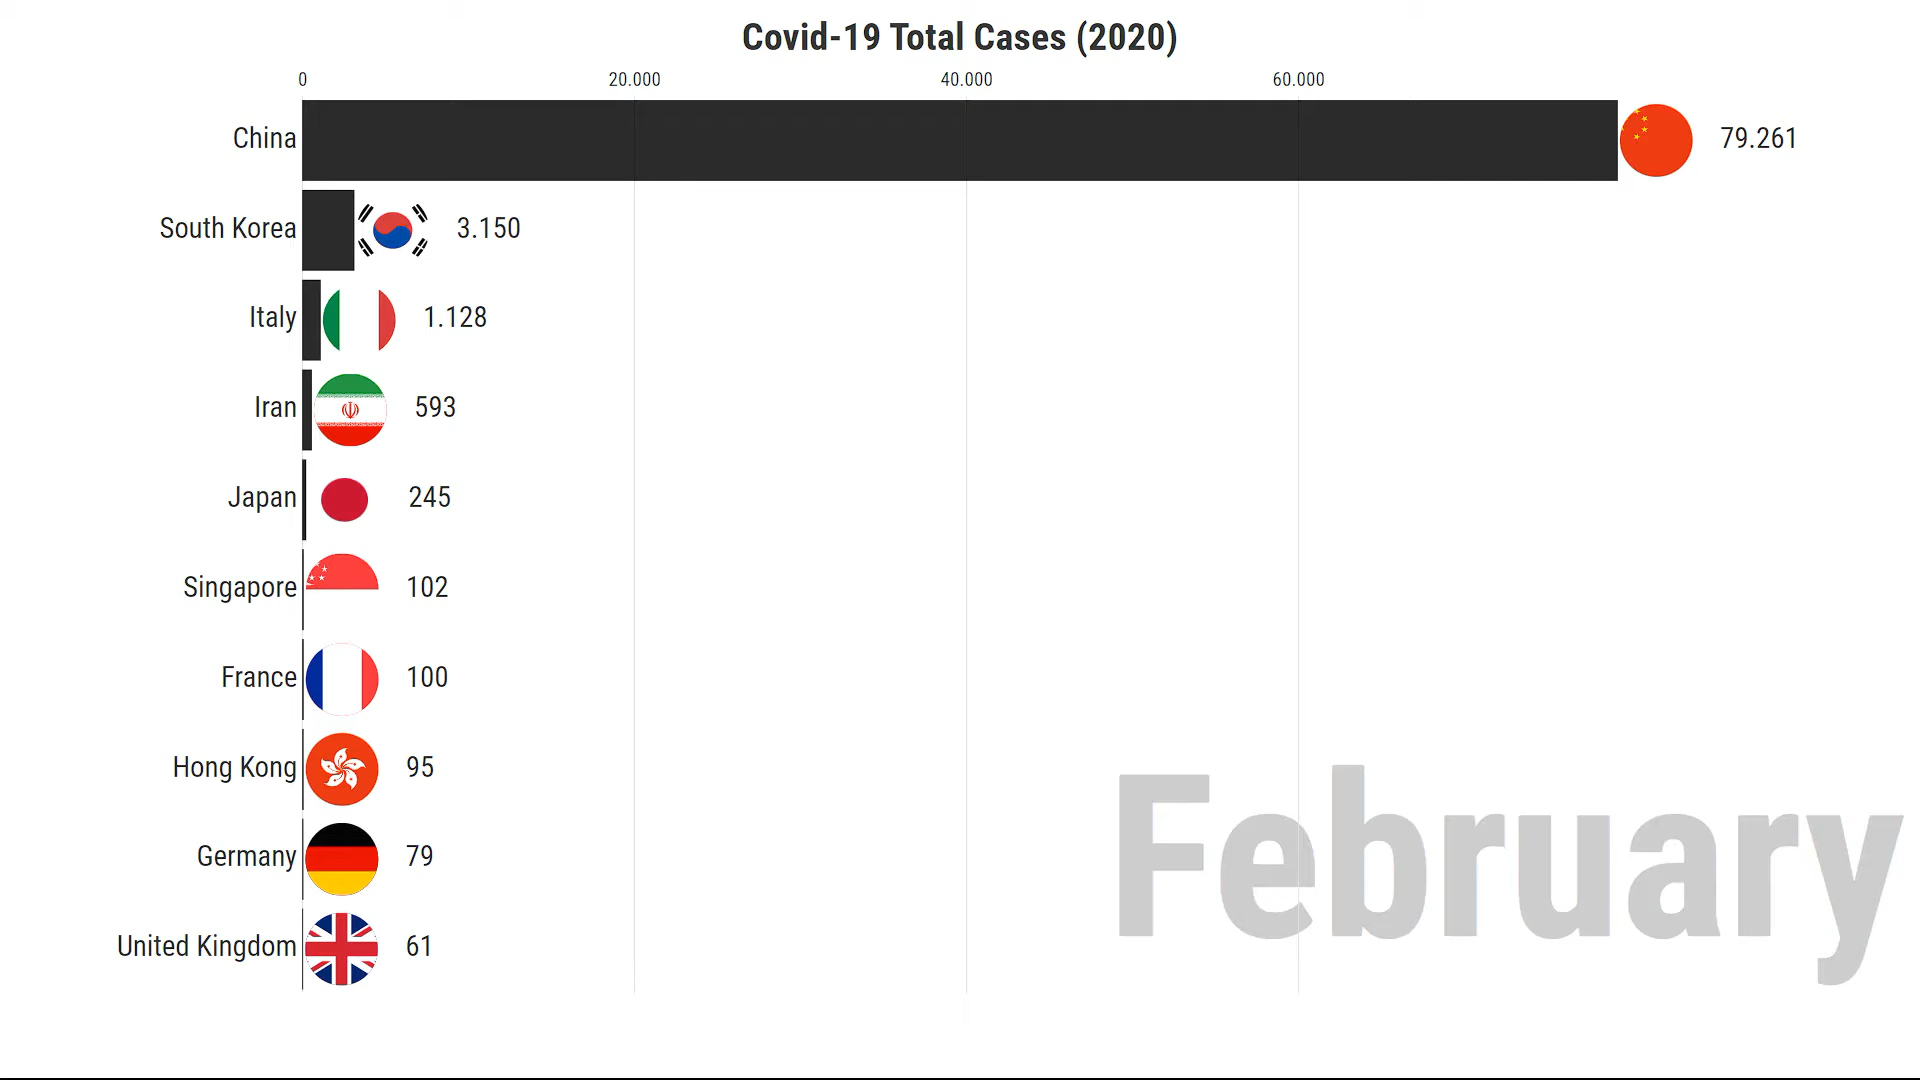 Covid-19 Total Cases (2020)
0 20.000 40.000 60.000
China 79.261
South Korea 3.150
Italy 1.128
Iran 593
Japan 245
Singapore 102
France 100
Hong Kong 95
Germany 79
United Kingdom 61
February